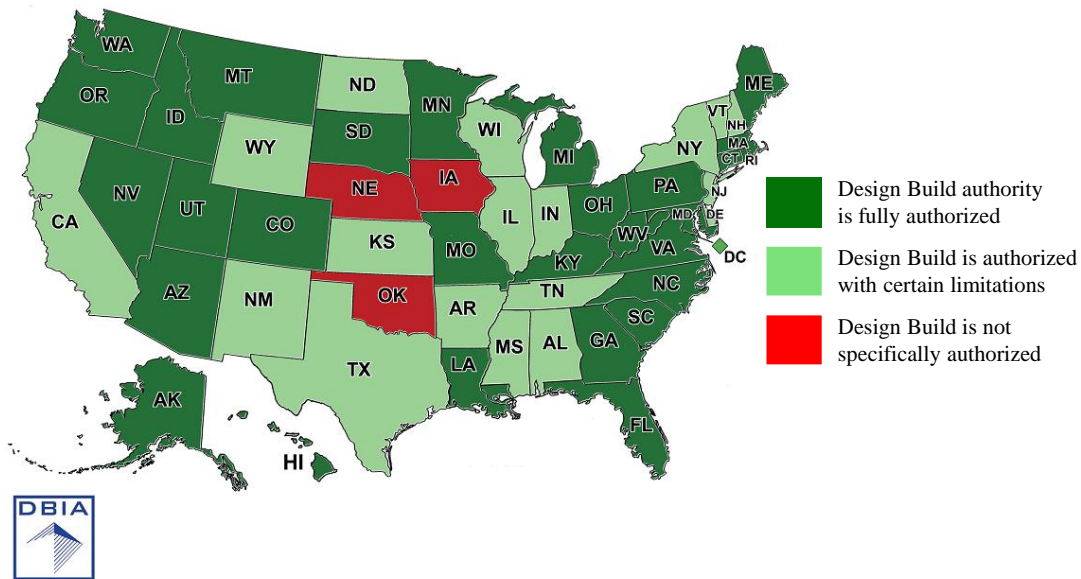 WA
MT
ND
MN
ME
OR
ID
SD
WI
VT
NH
WY
MI
NY
MA
CT
RI
NE
IA
PA
NJ
NV
UT
CO
IL
IN
OH
MD
DE
CA
KS
MO
WV
VA
DC
KY
AZ
NM
OK
AR
TN
NC
SC
TX
LA
MS
AL
GA
AK
FL
HI
Design Build authority
is fully authorized
Design Build is authorized
with certain limitations
Design Build is not
specifically authorized
DBIA